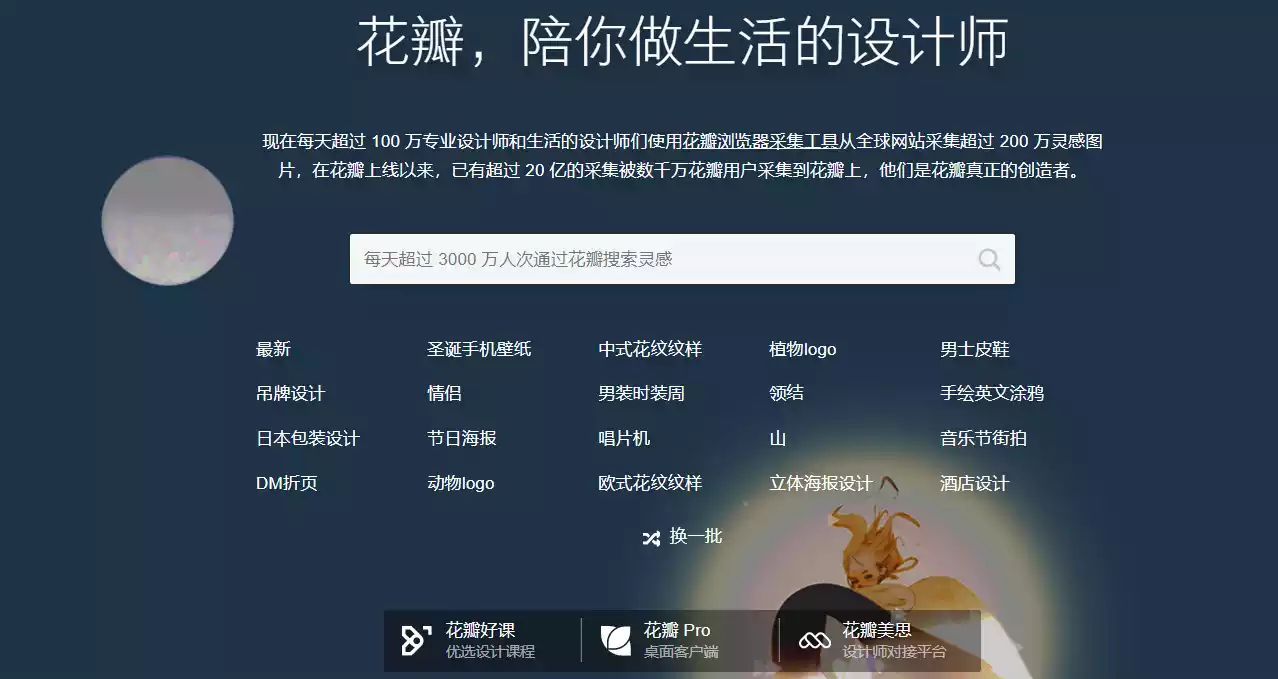 花瓣，陪你做生活的设计师
现在每天超过 100 万专业设计师和生活的设计师们使用花瓣浏览器采集工具从全球网站采集超过 200 万灵感图
片，在花瓣上线以来，已有超过 20 亿的采集被数千万花瓣用户采集到花瓣上，他们是花瓣真正的创造者。
每天超过 3000 万人次通过花瓣搜索灵感
最新 圣诞手机壁纸 中式花纹纹样 植物logo 男士皮鞋
吊牌设计 情侣 男装时装周 领结 手绘英文涂鸦
日本包装设计 节日海报 唱片机 山 音乐节街拍
DM折页 动物logo 欧式花纹纹样 立体海报设计 酒店设计
换一批
花瓣好课 花瓣 Pro 花瓣美思
优选设计课程 桌面客户端 设计师对接平台